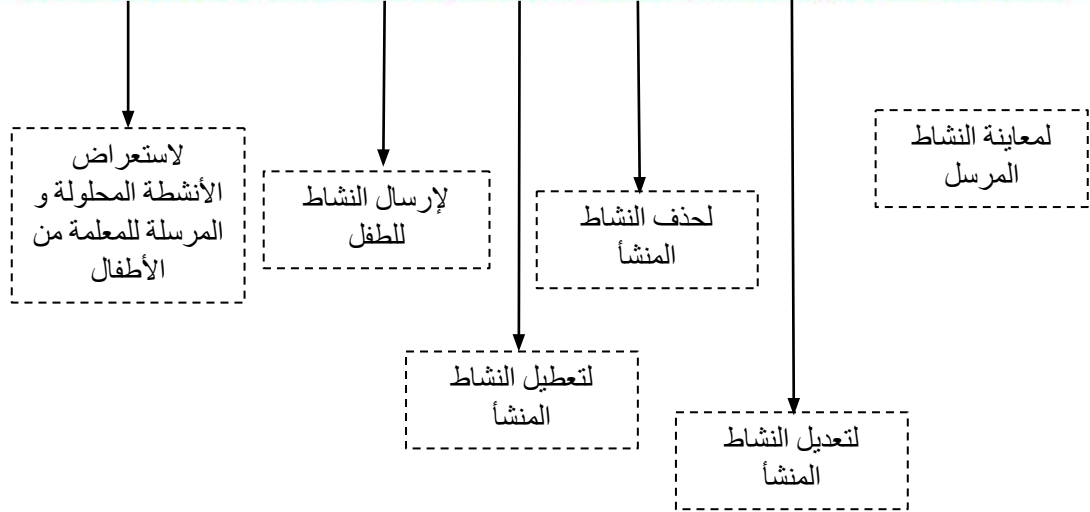 لمعاينة النشاط
المرسل
لحذف النشاط
المنشأ
لإرسال النشاط
للطفل
لاستعراض
الأنشطة المحلولة و
المرسلة للمعلمة من
الأطفال
لتعطيل النشاط
المنشأ
لتعديل النشاط
المنشأ